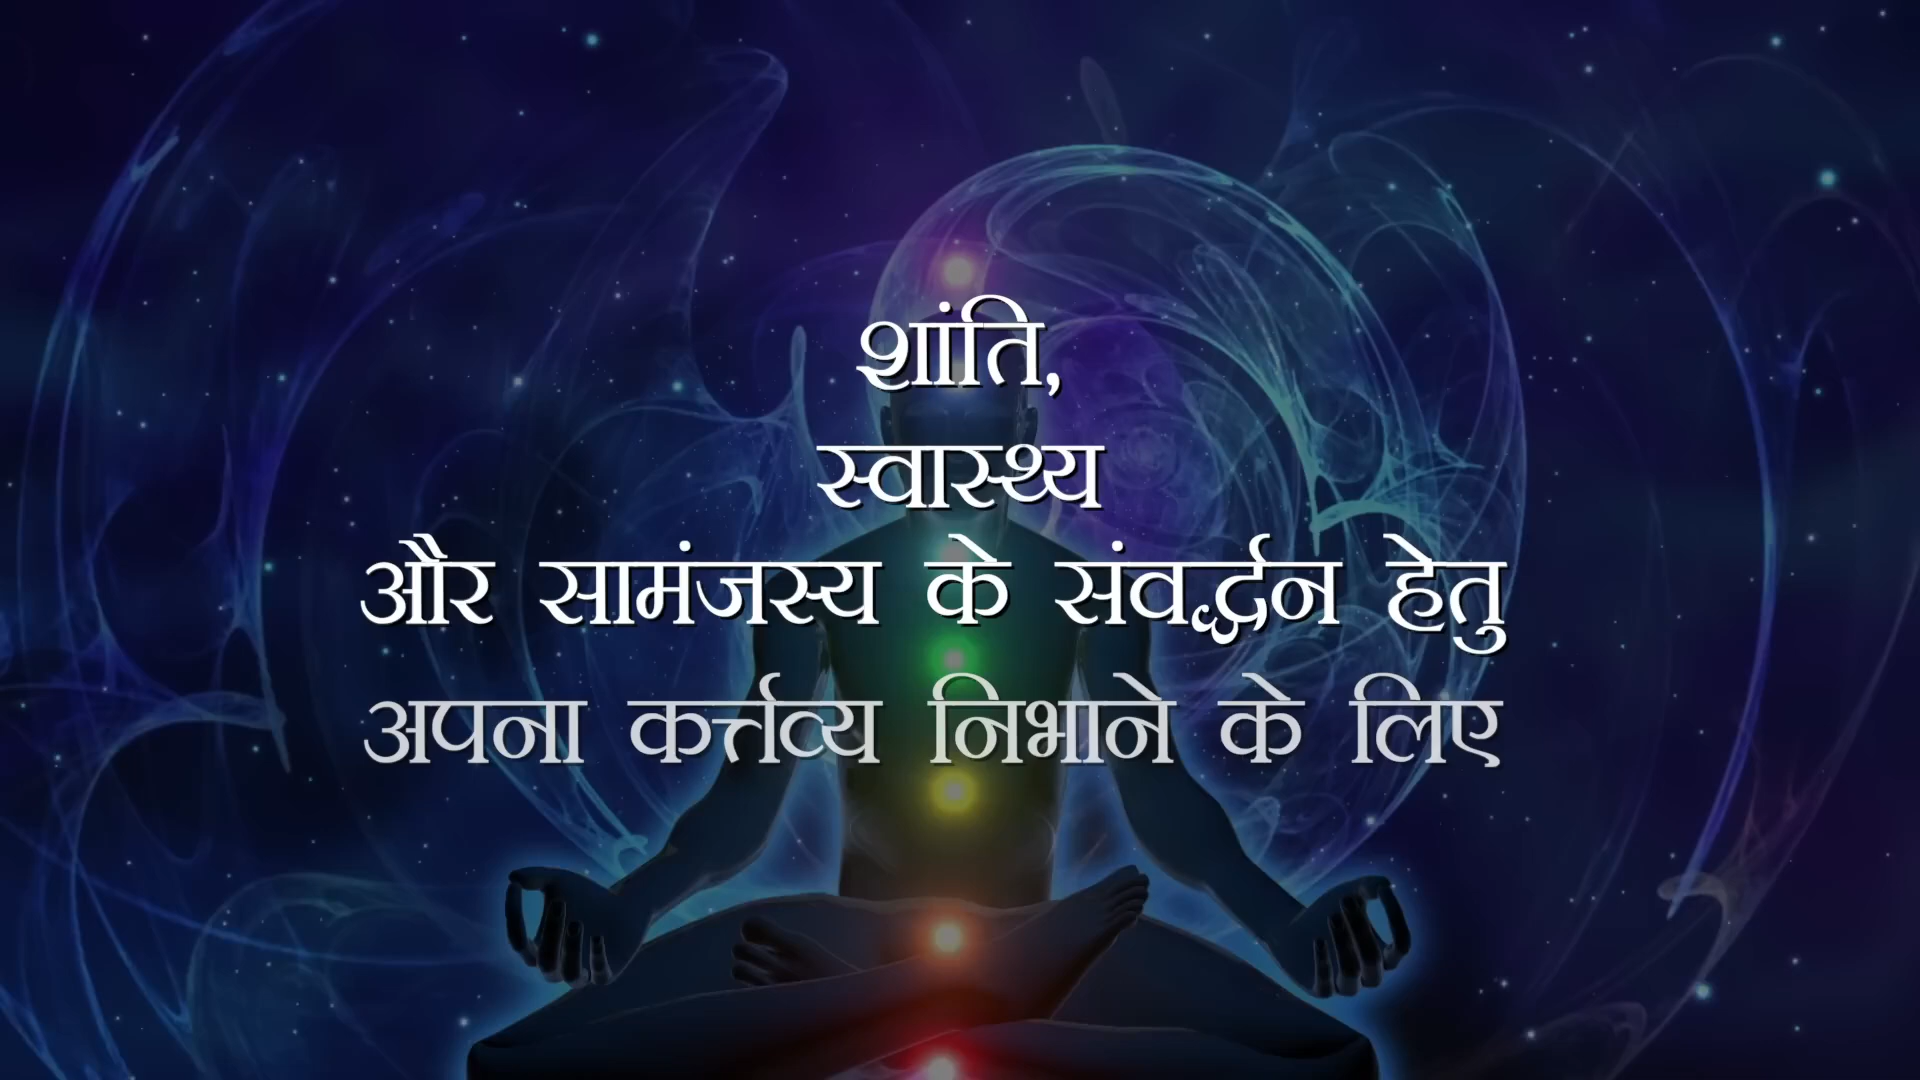 शांति,
स्वास्थ्य
और सामंजस्य के संवर्द्धन हेतु
अपना कर्त्तव्य निभाने के लिए